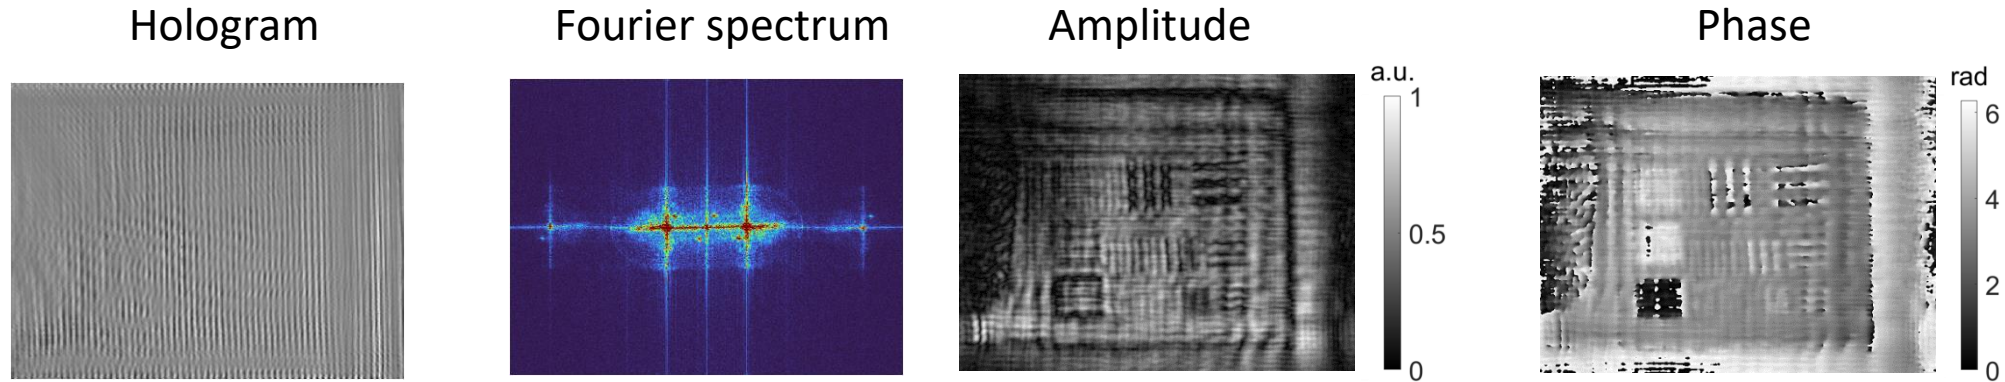 Hologram
Fourier spectrum
Amplitude
Phase
a.u.
1
0.5
0
rad
6
4
2
0